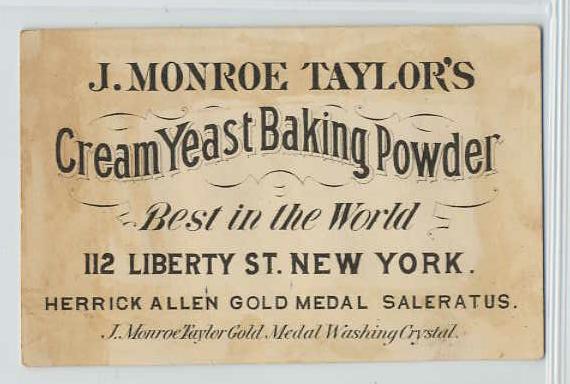 J. MONROE TAYLOR'S
Cream Yeast Baking Powder
Best in the World
112 LIBERTY ST. NEW YORK.
HERRICK ALLEN GOLD MEDAL SALERATUS.
J. Monroe Taylor Gold Medal Washing Crystal.